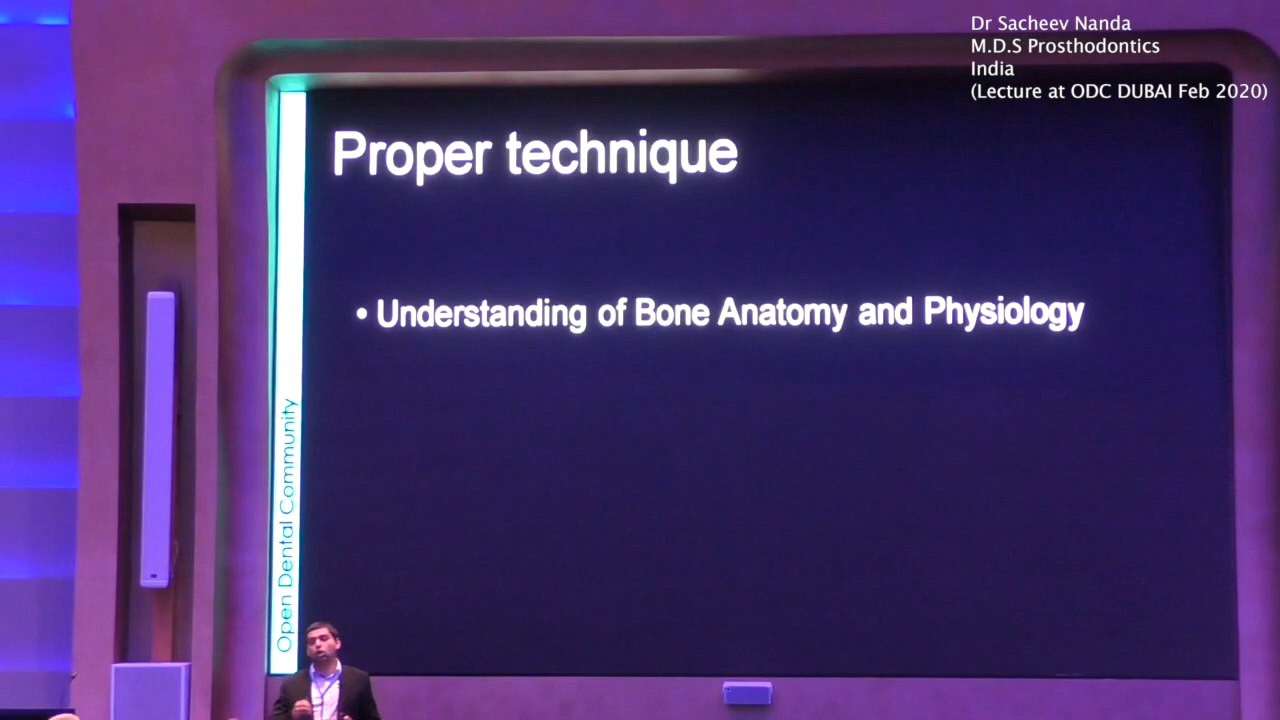 Dr Sacheev Nanda
M.D.S Prosthodontics
India
(Lecture at ODC DUBAI Feb 2020)
Proper technique
• Understanding of Bone Anatomy and Physiology
Open Dental Community